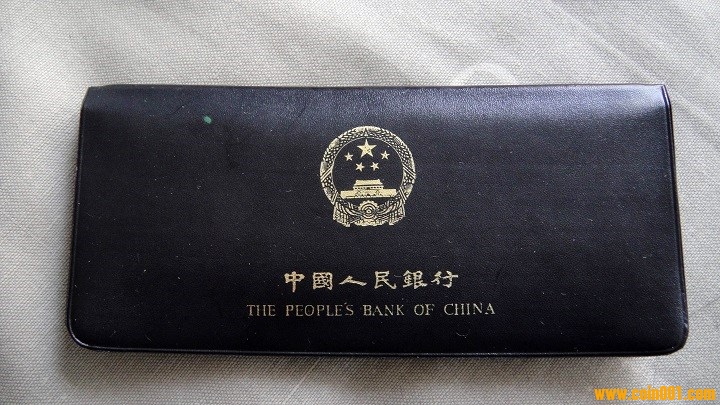 中國人民銀行
THE PEOPLE'S BANK OF CHINA
www.coin001.com